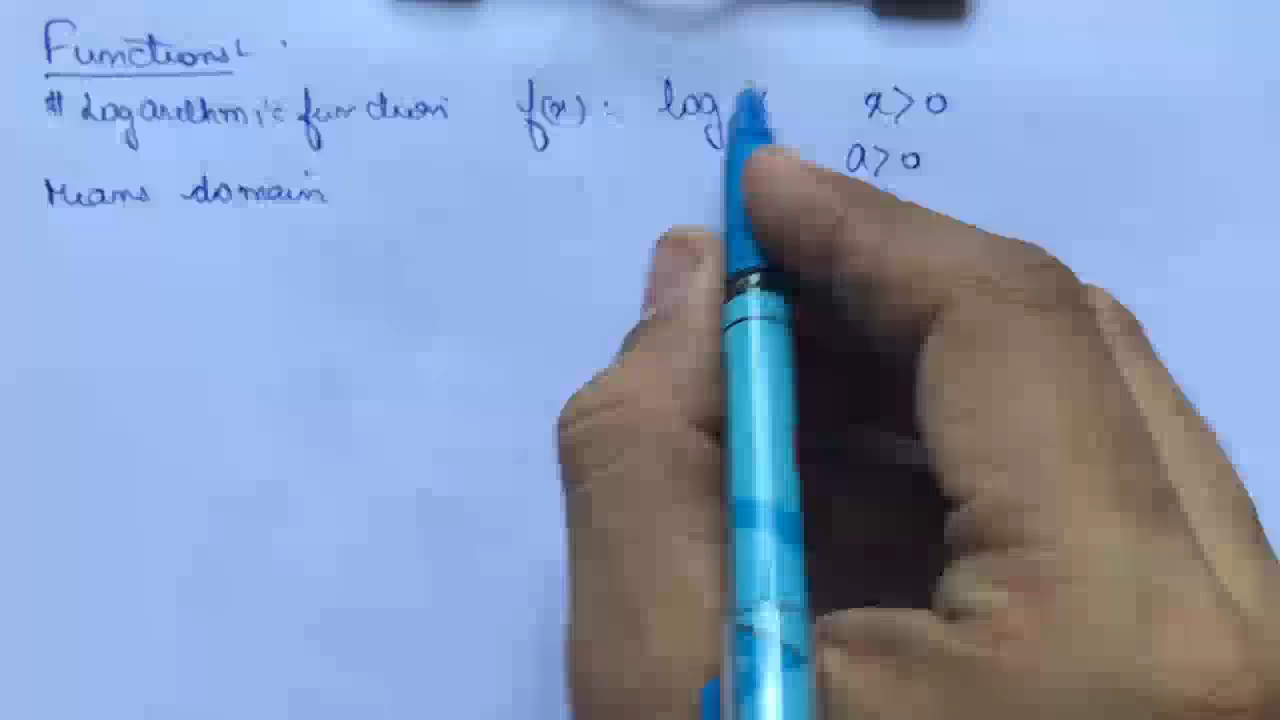 Functions:
# Logarithmic function f(x): log x x>0
a>0
Means domain